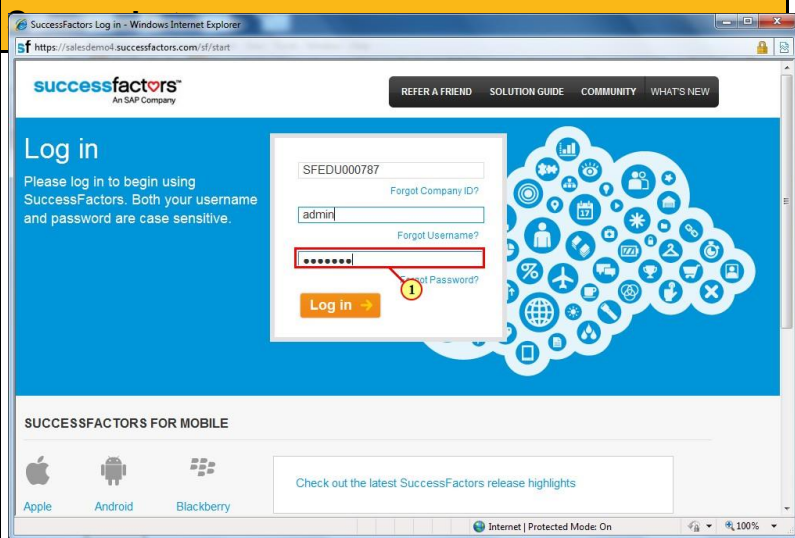 SuccessFactors Log in - Windows Internet Explorer
sf https://salesdemo4.successfactors.com/sf/start
successfactors™
An SAP Company
REFER A FRIEND SOLUTION GUIDE COMMUNITY WHAT'S NEW
Log in
Please log in to begin using
SuccessFactors. Both your username
and password are case sensitive.
SFEDU000787
Forgot Company ID?
admin
Forgot Username?
•••••••
Forgot Password?
1
Log in
17
SUCCESSFACTORS FOR MOBILE
Apple Android Blackberry
Check out the latest SuccessFactors release highlights
Internet | Protected Mode: On
100%